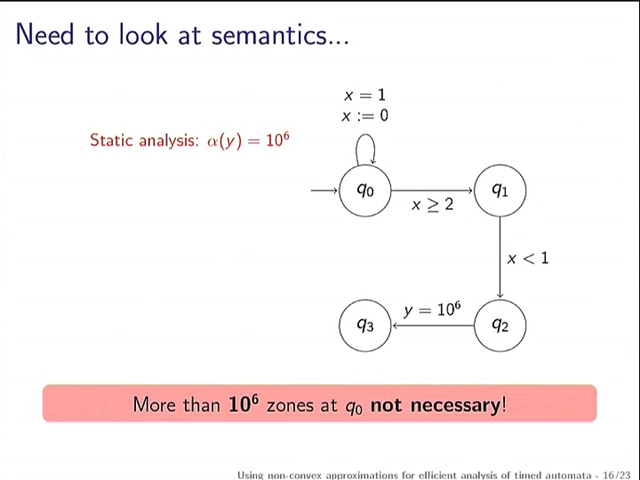 Need to look at semantics...
x = 1
x := 0
Static analysis: α(y) = 10⁶
q₀
x ≥ 2
q₁
x < 1
q₃
y = 10⁶
q₂
More than 10⁶ zones at q₀ not necessary!
Using non-convex approximations for efficient analysis of timed automata - 16/23